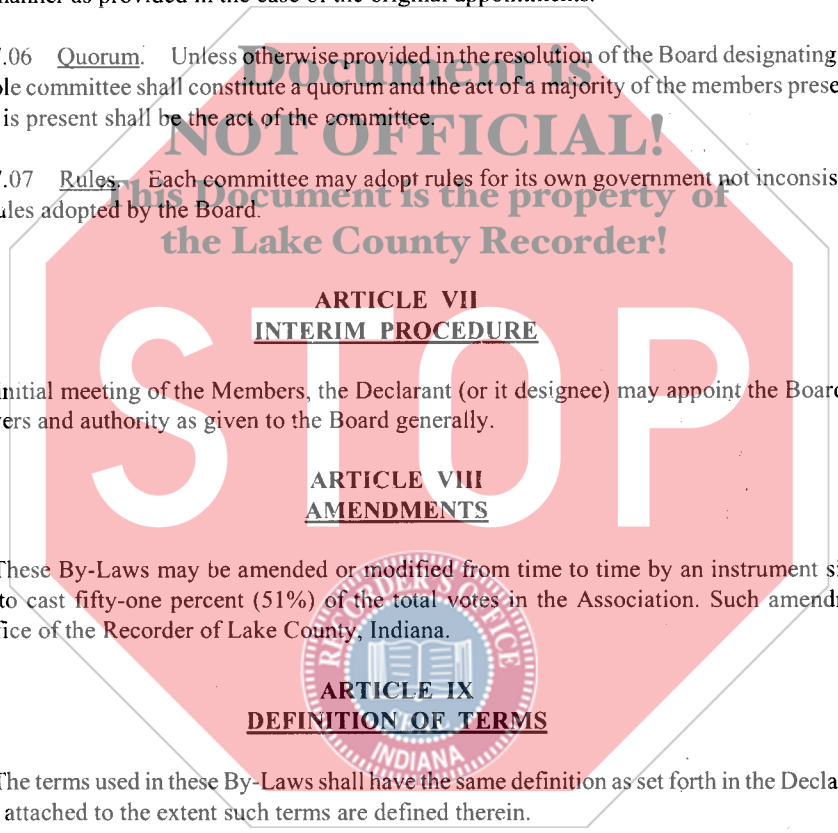 manner as provided in the case of the original appointments.
7.06 Quorum. Unless otherwise provided in the resolution of the Board designating
ole committee shall constitute a quorum and the act of a majority of the members prese
is present shall be the act of the committee.
7.07 Rules. Each committee may adopt rules for its own government not inconsis
ules adopted by the Board.
Document is
NOT OFFICIAL!
This Document is the property of
the Lake County Recorder!
STOP
ARTICLE VII
INTERIM PROCEDURE
initial meeting of the Members, the Declarant (or it designee) may appoint the Board
ers and authority as given to the Board generally.
ARTICLE VIII
AMENDMENTS
These By-Laws may be amended or modified from time to time by an instrument si
to cast fifty-one percent (51%) of the total votes in the Association. Such amend
fice of the Recorder of Lake County, Indiana.
RECORDER'S OFFICE
SEAL
INDIANA
ARTICLE IX
DEFINITION OF TERMS
The terms used in these By-Laws shall have the same definition as set forth in the Decla
attached to the extent such terms are defined therein.